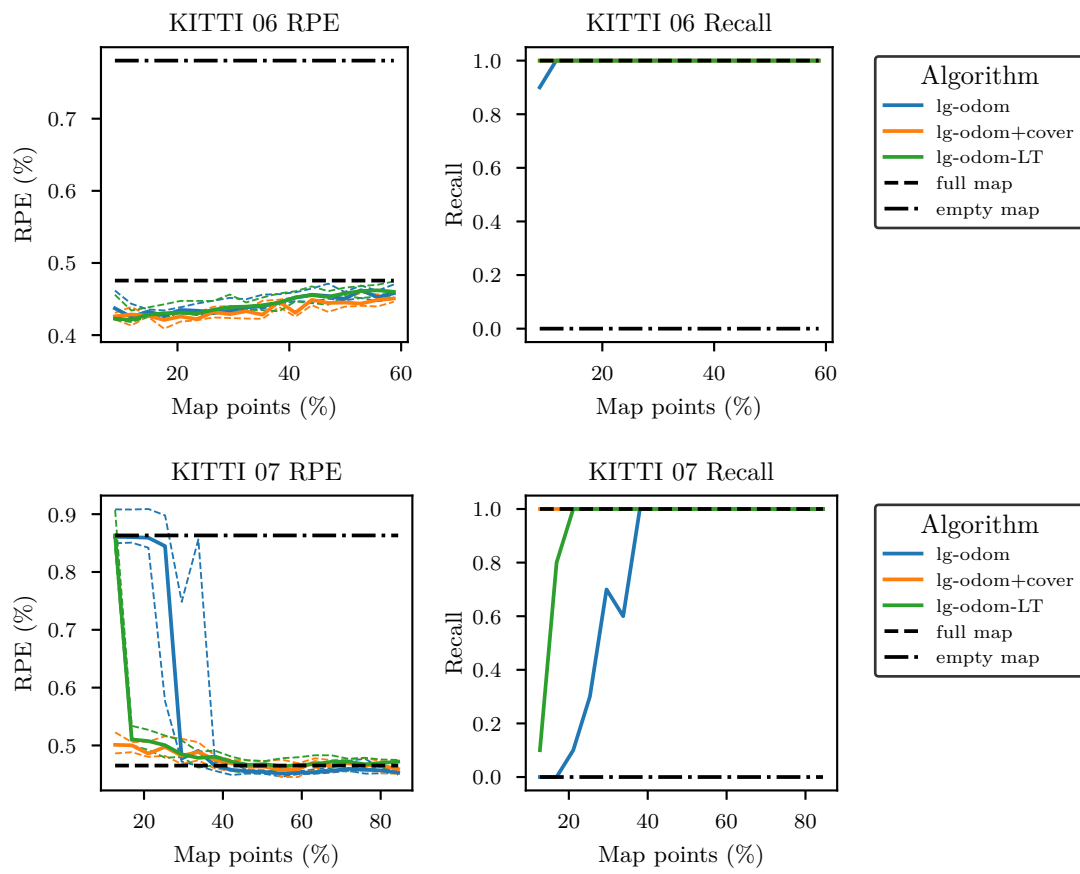 KITTI 06 RPE
RPE (%)
0.7
0.6
0.5
0.4
20 40 60
Map points (%)
KITTI 06 Recall
Recall
1.0
0.8
0.6
0.4
0.2
0.0
20 40 60
Map points (%)
Algorithm
lg-odom
lg-odom+cover
lg-odom-LT
full map
empty map
KITTI 07 RPE
RPE (%)
0.9
0.8
0.7
0.6
0.5
20 40 60 80
Map points (%)
KITTI 07 Recall
Recall
1.0
0.8
0.6
0.4
0.2
0.0
20 40 60 80
Map points (%)
Algorithm
lg-odom
lg-odom+cover
lg-odom-LT
full map
empty map